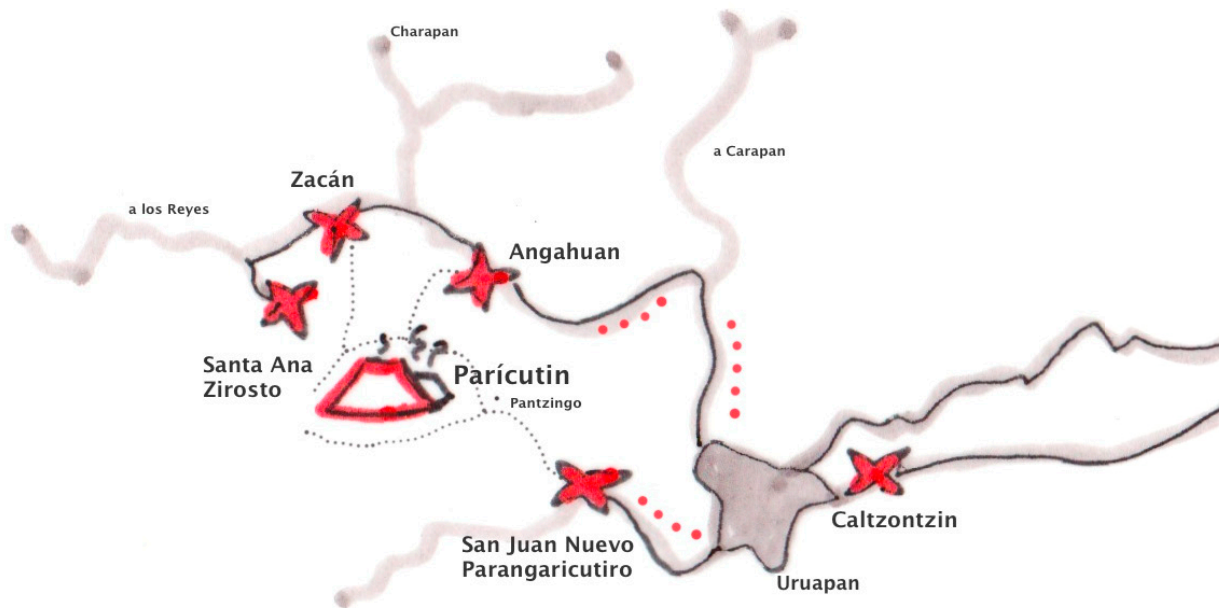 Charapan
a Carapan
Zacán
a los Reyes
Angahuan
Santa Ana
Zirosto
Parícutin
Pantzingo
Caltzontzin
San Juan Nuevo
Parangaricutiro
Uruapan